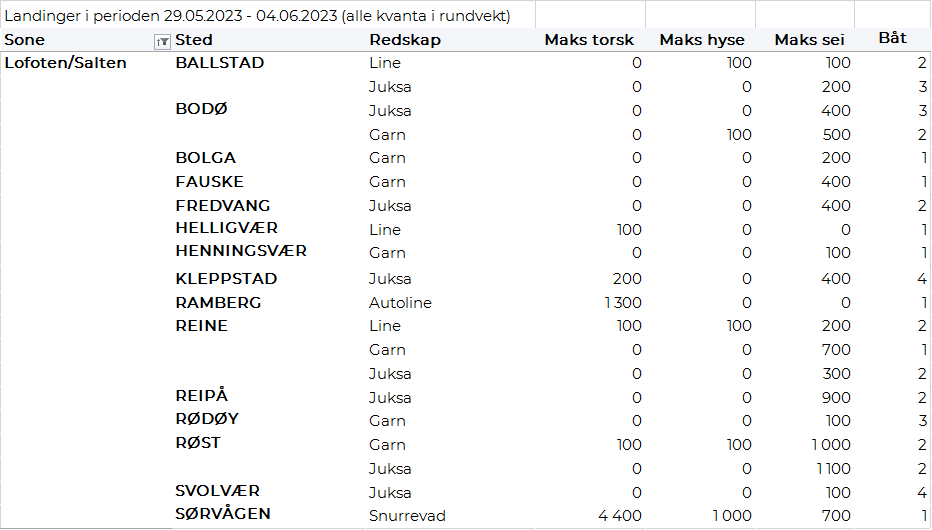 Landinger i perioden 29.05.2023 - 04.06.2023 (alle kvanta i rundvekt)
Sone Sted Redskap Maks torsk Maks hyse Maks sei Båt
Lofoten/Salten BALLSTAD Line 0 100 100 2
Juksa 0 0 200 3
BODØ Juksa 0 0 400 3
Garn 0 100 500 2
BOLGA Garn 0 0 200 1
FAUSKE Garn 0 0 400 1
FREDVANG Juksa 0 0 400 2
HELLIGVÆR Line 100 0 0 1
HENNINGSVÆR Garn 0 0 100 1
KLEPPSTAD Juksa 200 0 400 4
RAMBERG Autoline 1 300 0 0 1
REINE Line 100 100 200 2
Garn 0 0 700 1
Juksa 0 0 300 2
REIPÅ Juksa 0 0 900 2
RØDØY Garn 0 0 100 3
RØST Garn 100 100 1 000 2
Juksa 0 0 1 100 2
SVOLVÆR Juksa 0 0 100 4
SØRVÅGEN Snurrevad 4 400 1 000 700 1